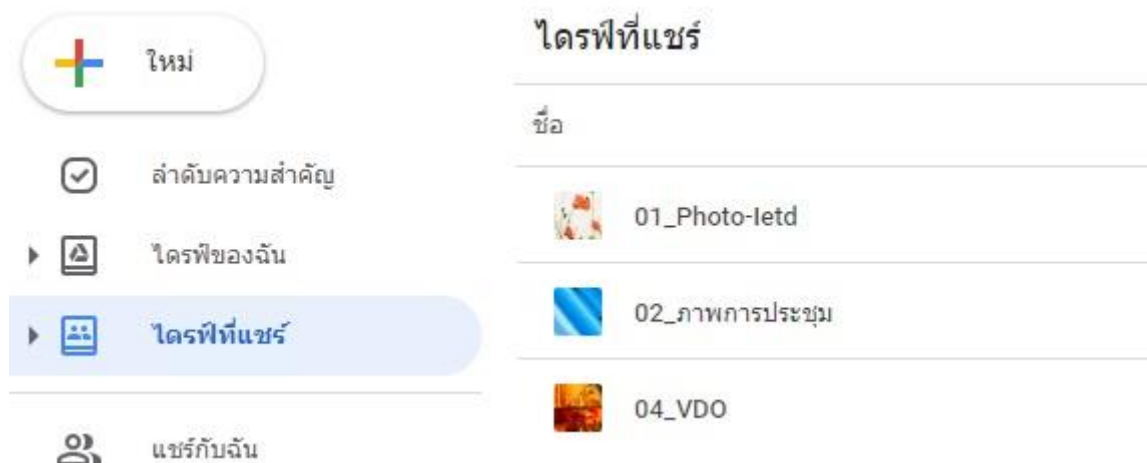 ใหม่
ลำดับความสำคัญ
ไดรฟ์ของฉัน
ไดรฟ์ที่แชร์
แชร์กับฉัน
ไดรฟ์ที่แชร์
ชื่อ
01_Photo-Ietd
02_ภาพการประชุม
04_VDO